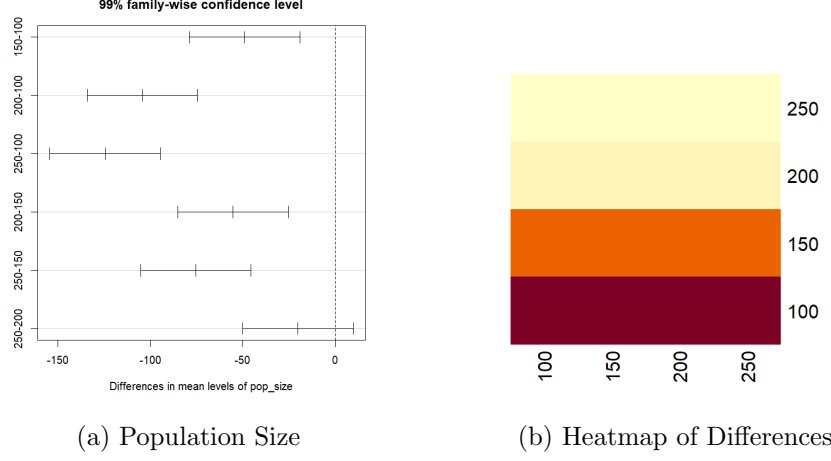 99% family-wise confidence level
150-100
200-100
250-100
200-150
250-150
250-200
-150 -100 -50 0
Differences in mean levels of pop_size
(a) Population Size
250
200
150
100
100 150 200 250
(b) Heatmap of Differences